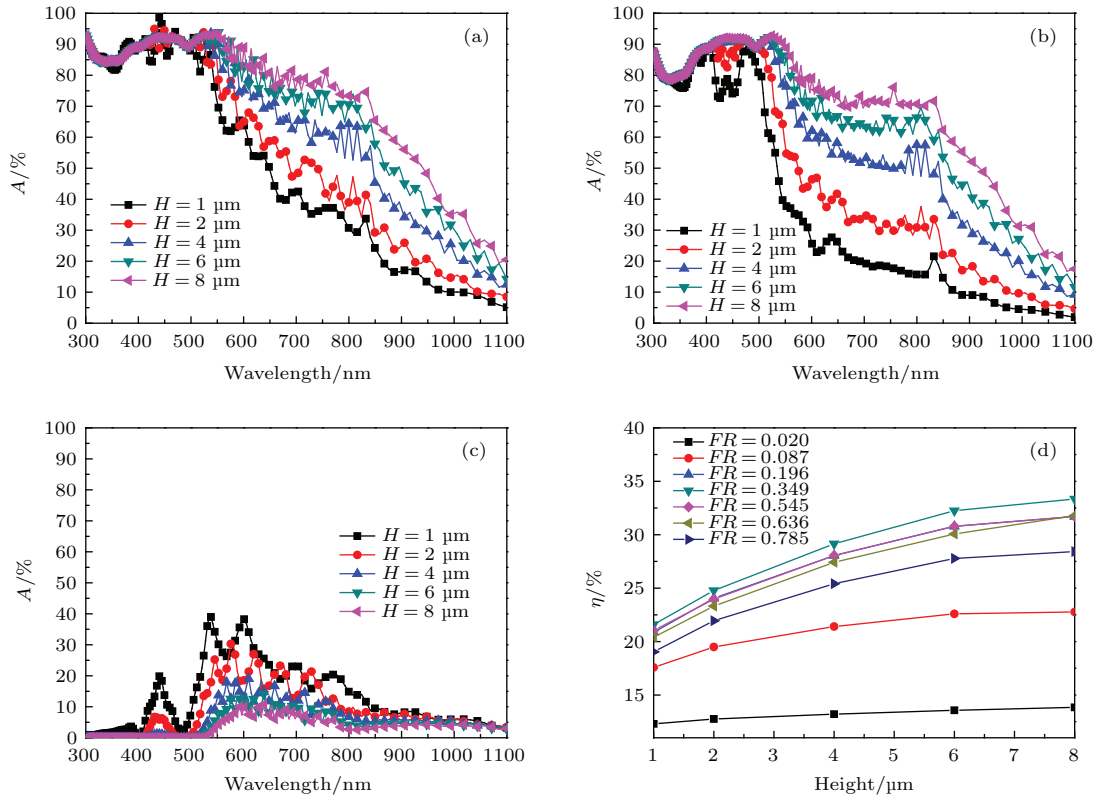 (a)
100
90
80
70
60
50
40
30
20
10
0
A/%
H = 1 µm
H = 2 µm
H = 4 µm
H = 6 µm
H = 8 µm
300 400 500 600 700 800 900 1000 1100
Wavelength/nm
(b)
100
90
80
70
60
50
40
30
20
10
0
A/%
H = 1 µm
H = 2 µm
H = 4 µm
H = 6 µm
H = 8 µm
300 400 500 600 700 800 900 1000 1100
Wavelength/nm
(c)
100
90
80
70
60
50
40
30
20
10
0
A/%
H = 1 µm
H = 2 µm
H = 4 µm
H = 6 µm
H = 8 µm
300 400 500 600 700 800 900 1000 1100
Wavelength/nm
(d)
40
35
30
25
20
15
η/%
FR = 0.020
FR = 0.087
FR = 0.196
FR = 0.349
FR = 0.545
FR = 0.636
FR = 0.785
1 2 3 4 5 6 7 8
Height/µm